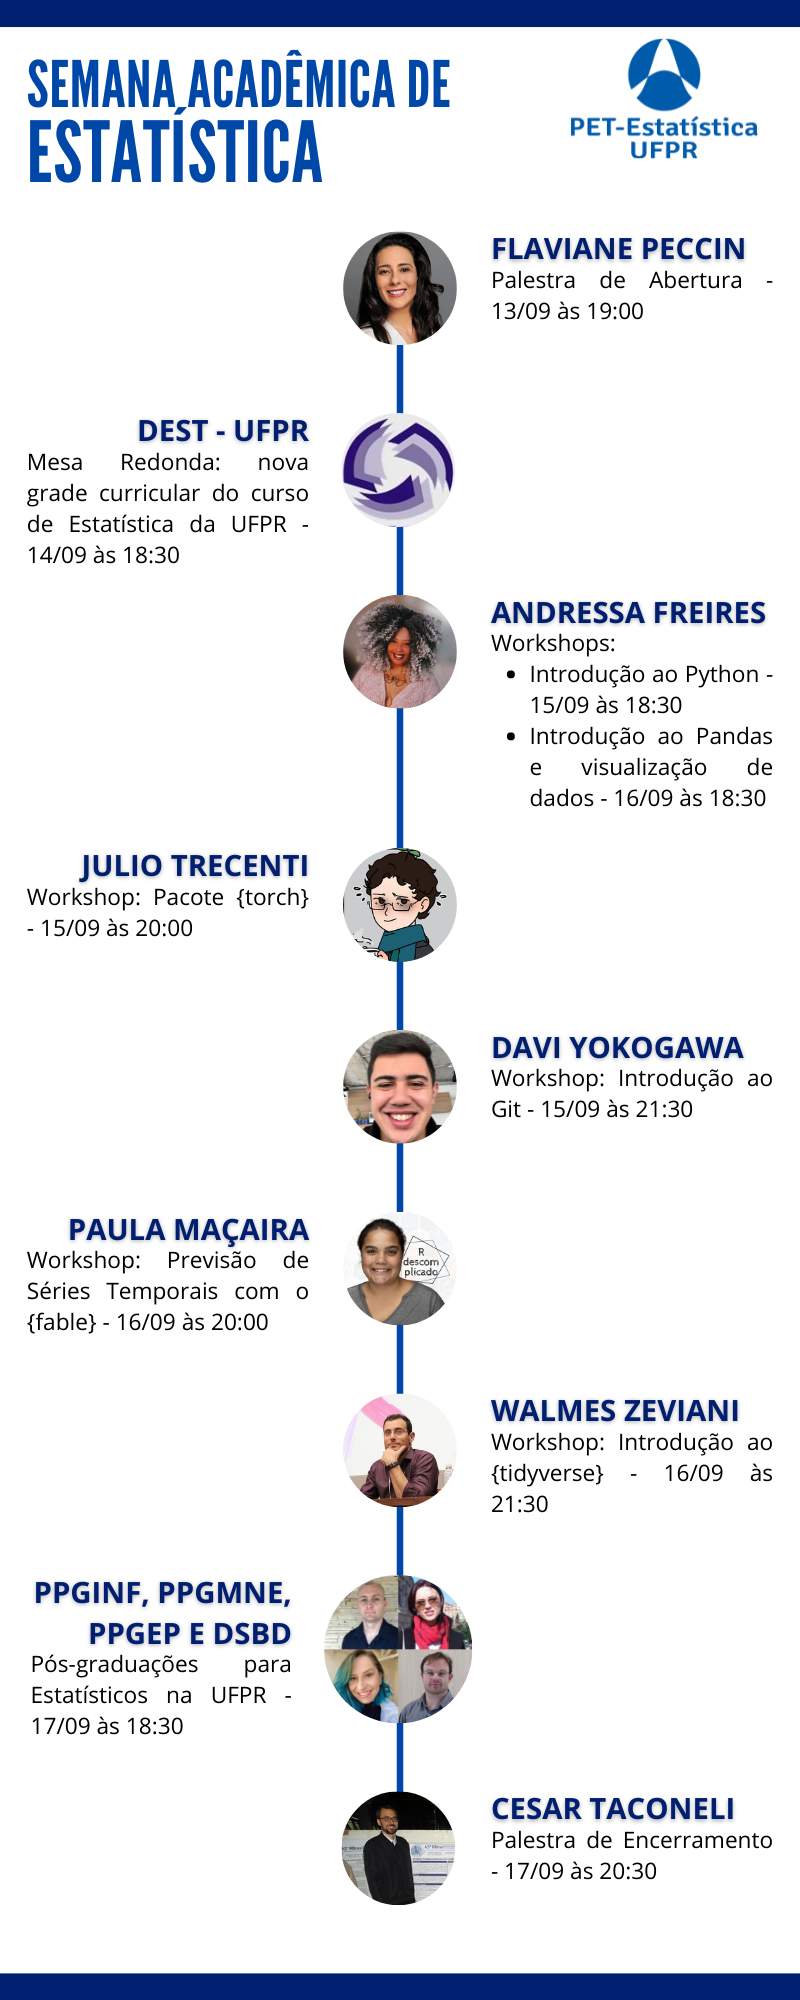 SEMANA ACADÊMICA DE
ESTATÍSTICA
PET-Estatística
UFPR
FLAVIANE PECCIN
Palestra de Abertura -
13/09 às 19:00
DEST - UFPR
Mesa Redonda: nova
grade curricular do curso
de Estatística da UFPR -
14/09 às 18:30
ANDRESSA FREIRES
Workshops:
• Introdução ao Python -
15/09 às 18:30
• Introdução ao Pandas
e visualização de
dados - 16/09 às 18:30
JULIO TRECENTI
Workshop: Pacote {torch}
- 15/09 às 20:00
DAVI YOKOGAWA
Workshop: Introdução ao
Git - 15/09 às 21:30
PAULA MAÇAIRA
Workshop: Previsão de
Séries Temporais com o
{fable} - 16/09 às 20:00
R
descom
plicado
WALMES ZEVIANI
Workshop: Introdução ao
{tidyverse} - 16/09 às
21:30
PPGINF, PPGMNE,
PPGEP E DSBD
Pós-graduações para
Estatísticos na UFPR -
17/09 às 18:30
CESAR TACONELI
Palestra de Encerramento
- 17/09 às 20:30